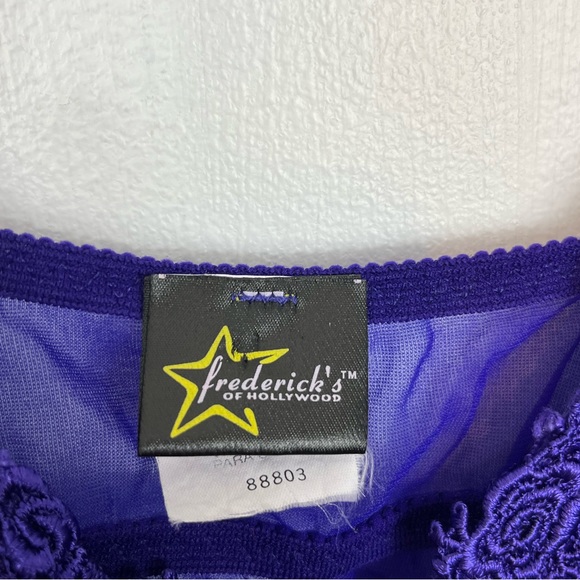 frederick's™
OF HOLLYWOOD
PARA
88803